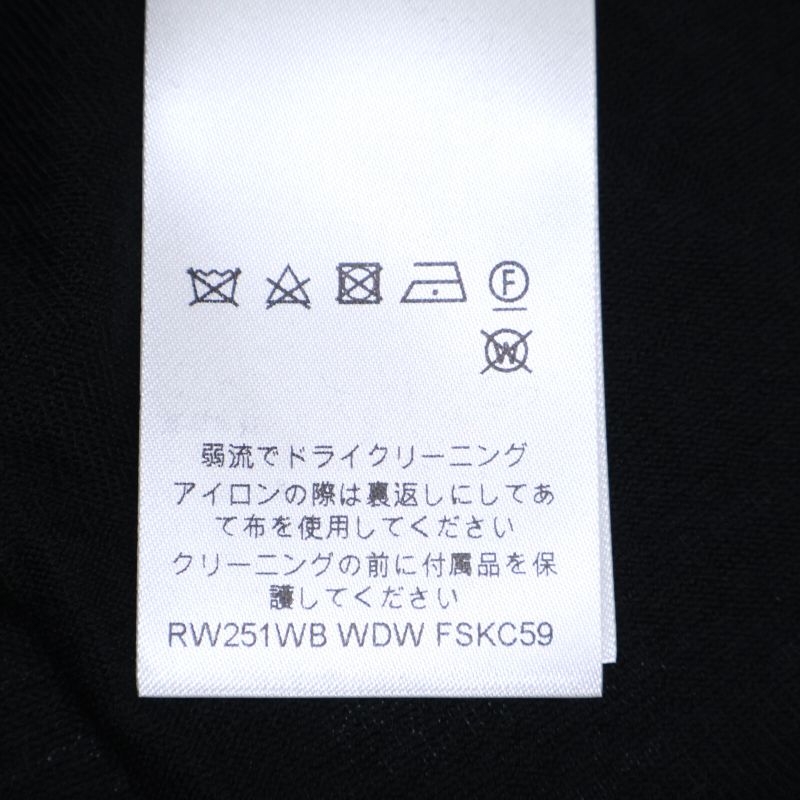 F
W
弱流でドライクリーニング
アイロンの際は裏返しにしてあ
て布を使用してください
クリーニングの前に付属品を保
護してください
RW251WB WDW FSKC59